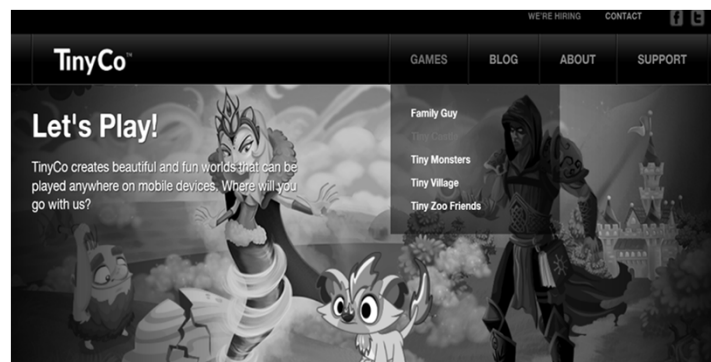 WE'RE HIRING CONTACT
TinyCo™
GAMES BLOG ABOUT SUPPORT
Let's Play!
TinyCo creates beautiful and fun worlds that can be
played anywhere on mobile devices. Where will you
go with us?
Family Guy
Tiny Castle
Tiny Monsters
Tiny Village
Tiny Zoo Friends